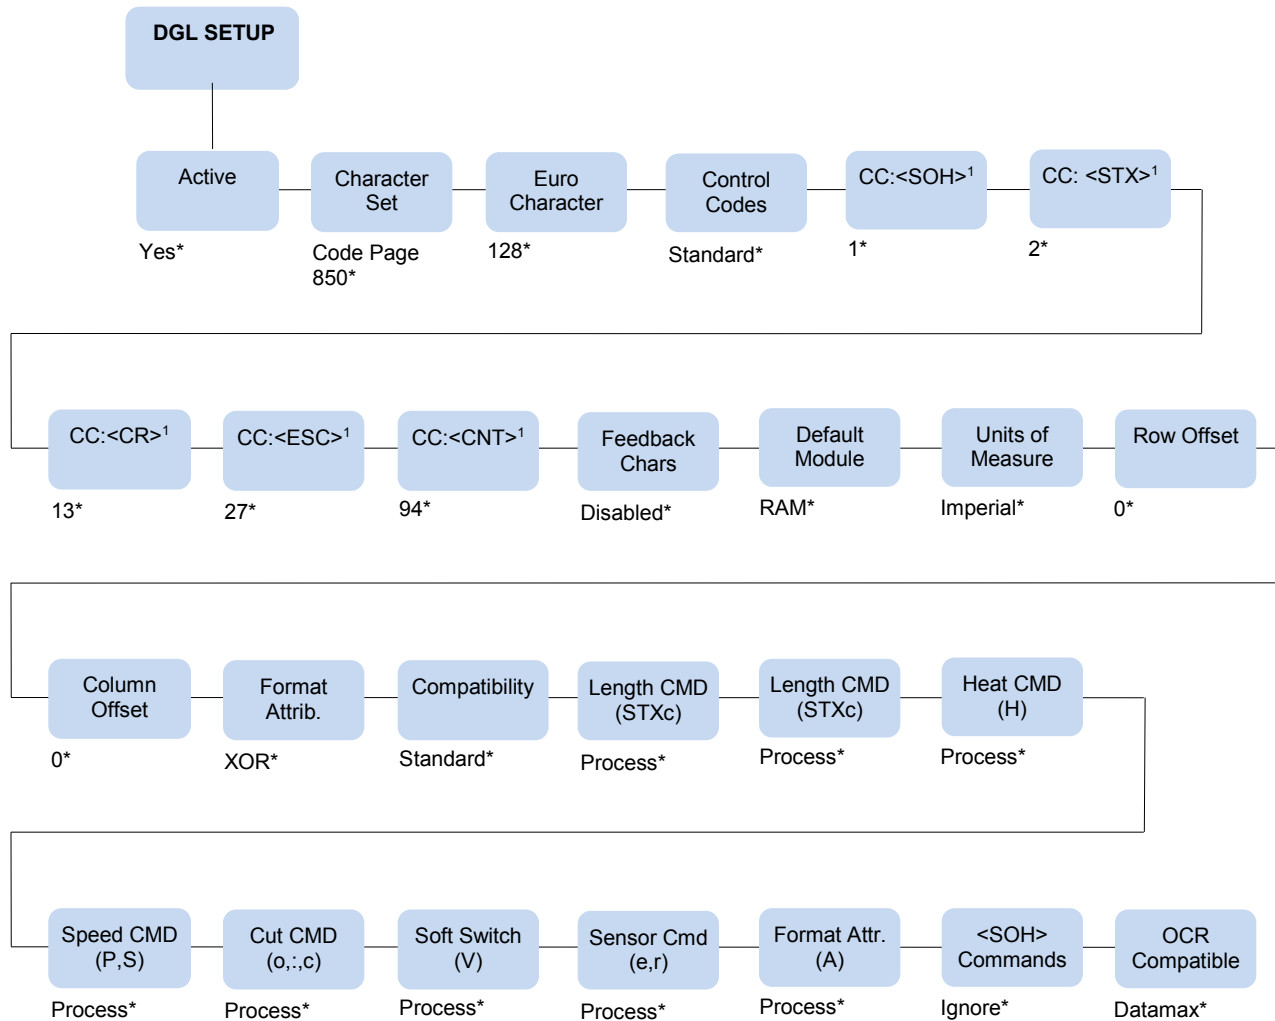 DGL SETUP
Active
Yes*
Character
Set
Code Page
850*
Euro
Character
128*
Control
Codes
Standard*
CC:<SOH>¹
1*
CC: <STX>¹
2*
CC:<CR>¹
13*
CC:<ESC>¹
27*
CC:<CNT>¹
94*
Feedback
Chars
Disabled*
Default
Module
RAM*
Units of
Measure
Imperial*
Row Offset
0*
Column
Offset
0*
Format
Attrib.
XOR*
Compatibility
Standard*
Length CMD
(STXc)
Process*
Length CMD
(STXc)
Process*
Heat CMD
(H)
Process*
Speed CMD
(P,S)
Process*
Cut CMD
(o,:,c)
Process*
Soft Switch
(V)
Process*
Sensor Cmd
(e,r)
Process*
Format Attr.
(A)
Process*
<SOH>
Commands
Ignore*
OCR
Compatible
Datamax*